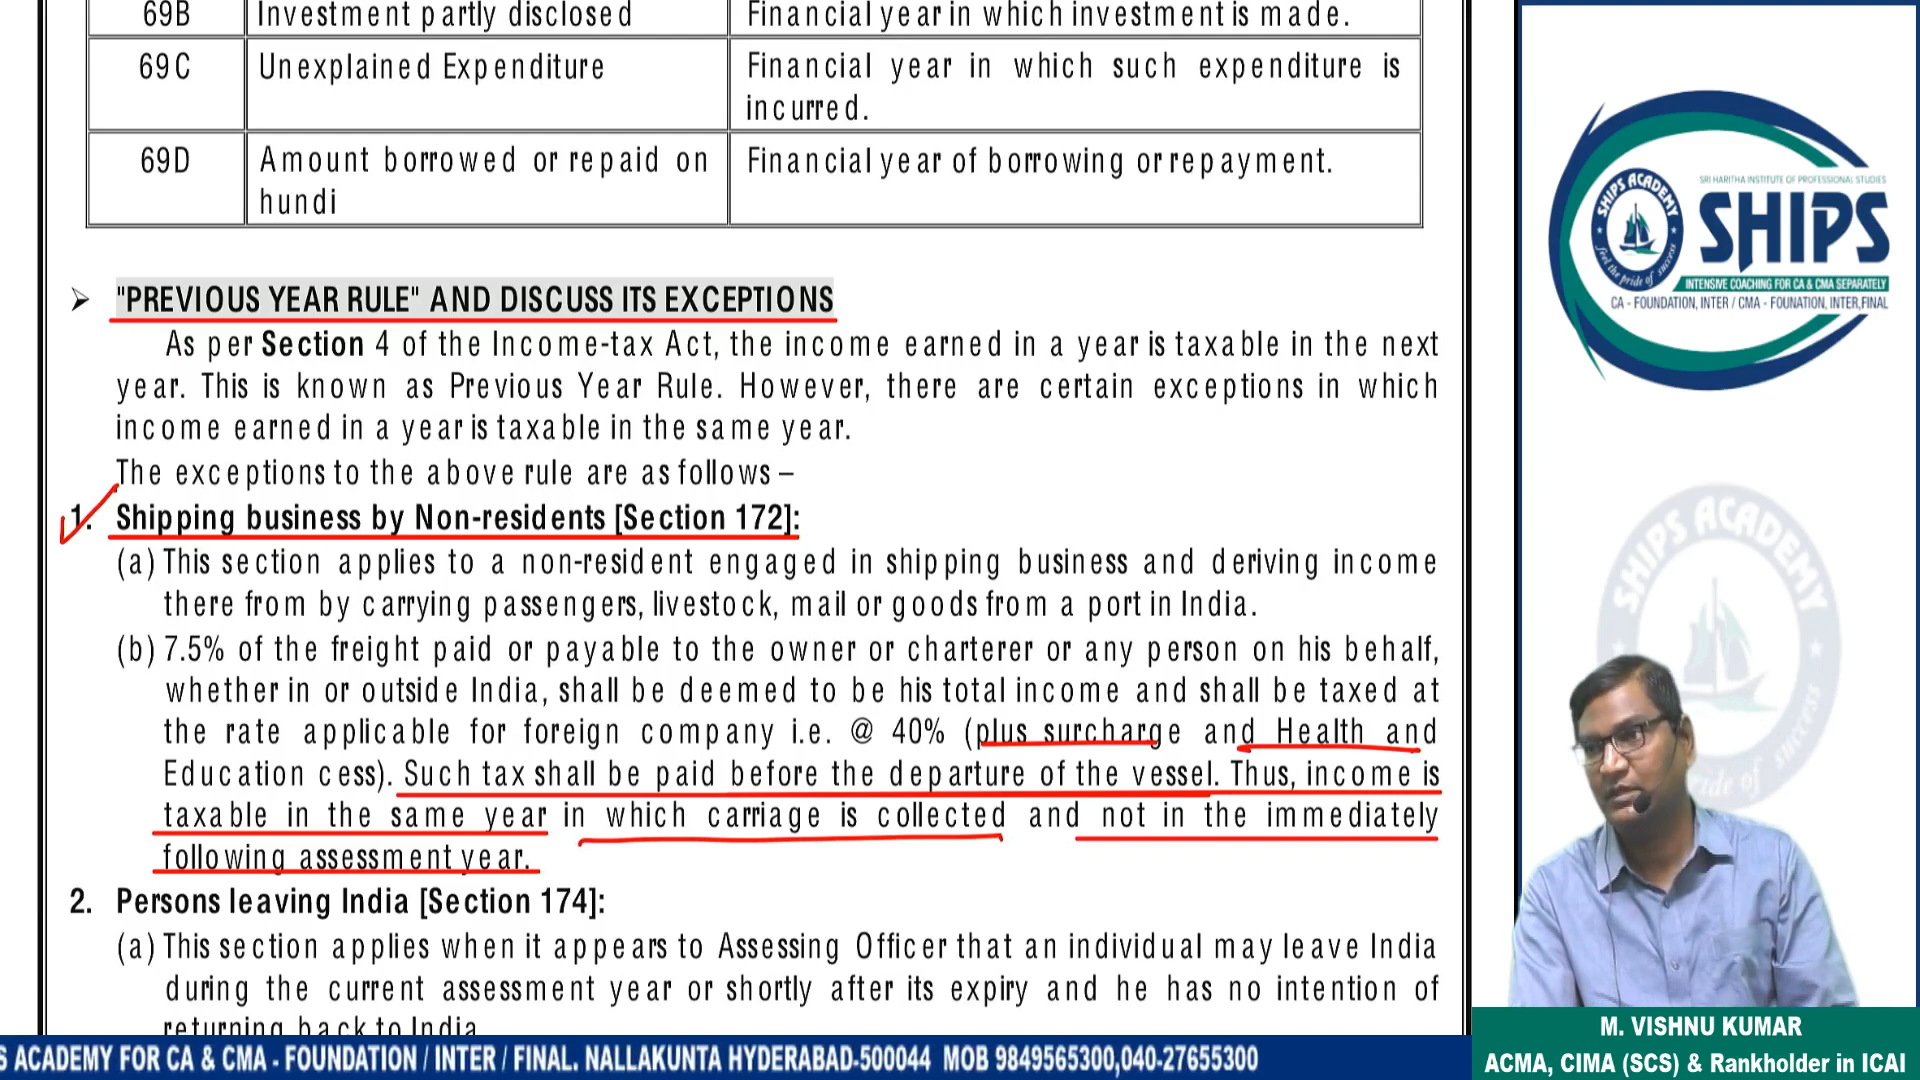 69B Investment partly disclosed Financial year in which investment is made.
69C Unexplained Expenditure Financial year in which such expenditure is
incurred.
69D Amount borrowed or repaid on Financial year of borrowing or repayment.
hundi
➢ "PREVIOUS YEAR RULE" AND DISCUSS ITS EXCEPTIONS
As per Section 4 of the Income-tax Act, the income earned in a year is taxable in the next
year. This is known as Previous Year Rule. However, there are certain exceptions in which
income earned in a year is taxable in the same year.
The exceptions to the above rule are as follows –
1. Shipping business by Non-residents [Section 172]:
(a) This section applies to a non-resident engaged in shipping business and deriving income
there from by carrying passengers, livestock, mail or goods from a port in India.
(b) 7.5% of the freight paid or payable to the owner or charterer or any person on his behalf,
whether in or outside India, shall be deemed to be his total income and shall be taxed at
the rate applicable for foreign company i.e. @ 40% (plus surcharge and Health and
Education cess). Such tax shall be paid before the departure of the vessel. Thus, income is
taxable in the same year in which carriage is collected and not in the immediately
following assessment year.
2. Persons leaving India [Section 174]:
(a) This section applies when it appears to Assessing Officer that an individual may leave India
during the current assessment year or shortly after its expiry and he has no intention of
returning back to India
SHIPS ACADEMY
feel the pride of success
SRI HARITHA INSTITUTE OF PROFESSIONAL STUDIES
SHIPS
INTENSIVE COACHING FOR CA & CMA SEPARATELY
CA - FOUNDATION, INTER / CMA - FOUNATION, INTER,FINAL
SHIPS ACADEMY
pride of success
M. VISHNU KUMAR
ACMA, CIMA (SCS) & Rankholder in ICAI
S ACADEMY FOR CA & CMA - FOUNDATION / INTER / FINAL. NALLAKUNTA HYDERABAD-500044 MOB 9849565300,040-27655300